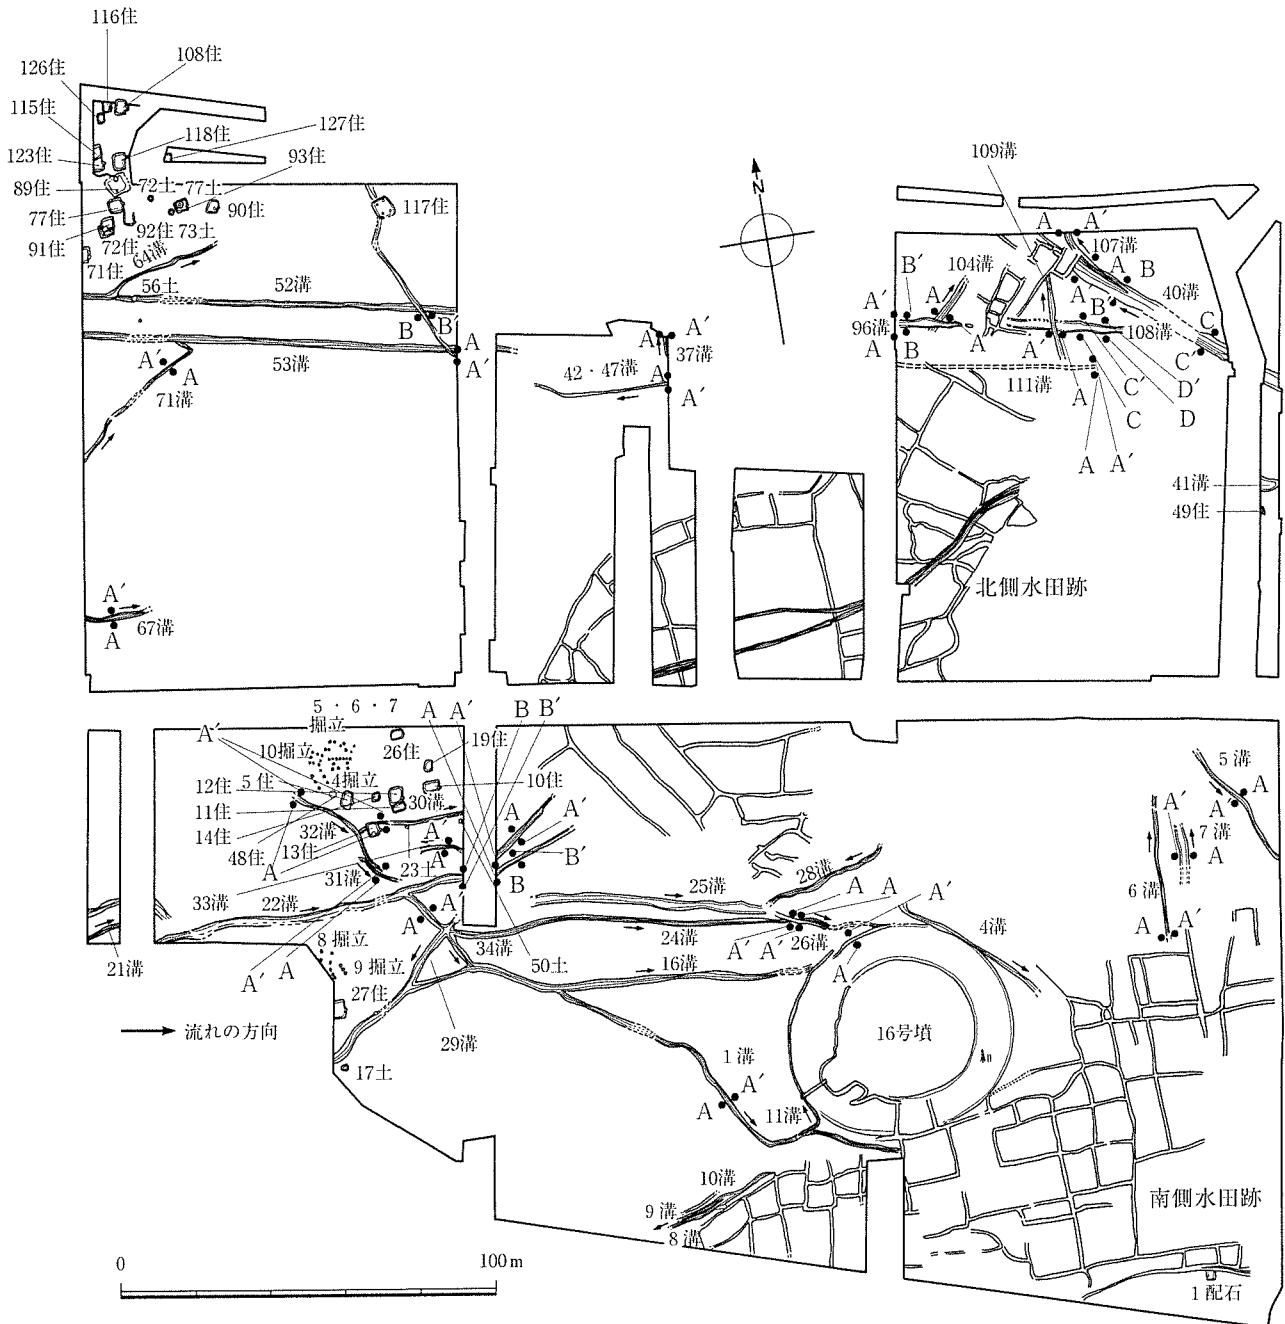 116住
126住
108住
115住
118住
127住
123住
93住
89住
72土
77土
77住
90住
91住
92住
73土
72住
64溝
71住
117住
56土
52溝
B
B′
A
A′
53溝
A′
A
71溝
A′
A
67溝
N
A
A′
37溝
42・47溝
A
A′
109溝
A
A′
107溝
B′
104溝
A
B
A′
A
A′
40溝
96溝
B′
C
A
B
A
A′
108溝
C′
111溝
C′
D′
A
C
D
A
A′
41溝
49住
北側水田跡
5・6・7
掘立
A
A′
B
B′
A′
10掘立
26住
19住
12住
5住
4掘立
10住
11住
30溝
14住
32溝
A′
A
A′
48住
13住
A
23土
B′
A
31溝
B
33溝
22溝
A′
A
25溝
28溝
A
A
A′
21溝
8掘立
34溝
24溝
A′
A′
26溝
4溝
A′
A
9掘立
50土
16溝
A
27住
流れの方向
29溝
16号墳
17土
1溝
A
A′
11溝
5溝
A
A′
A′
7溝
A
6溝
A
A′
10溝
9溝
8溝
南側水田跡
1配石
0
100m